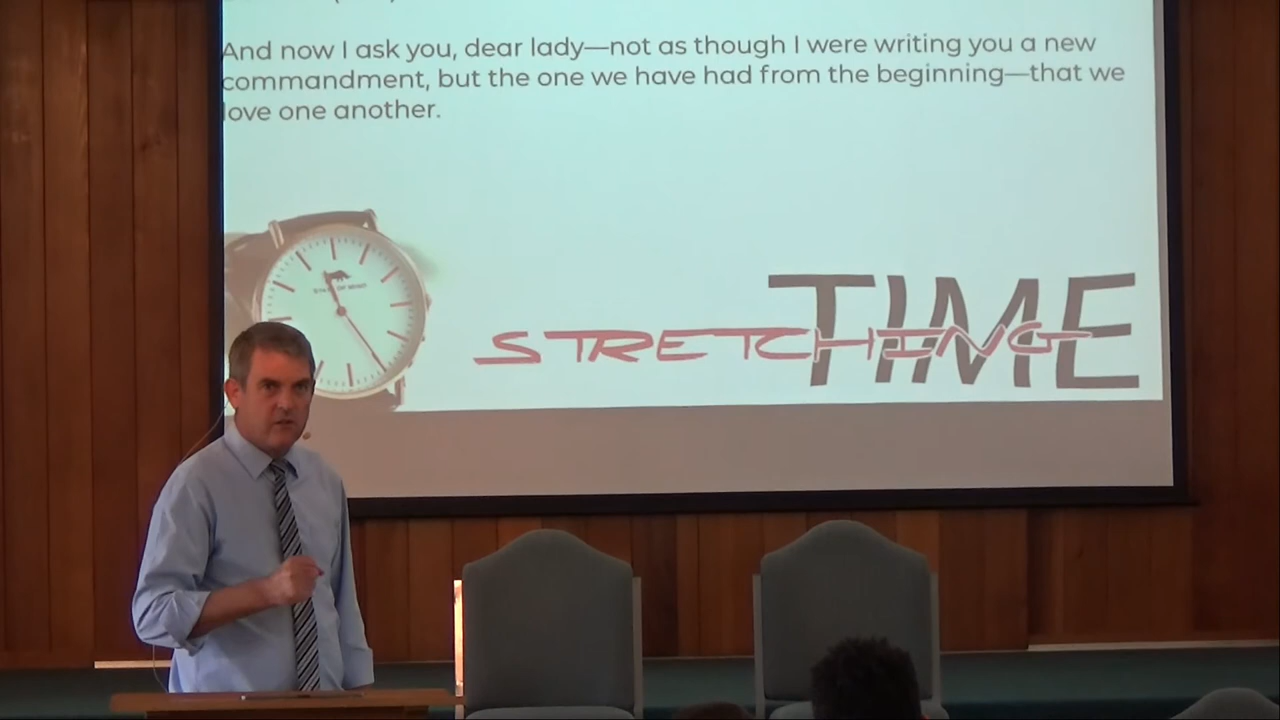 And now I ask you, dear lady—not as though I were writing you a new
commandment, but the one we have had from the beginning—that we
love one another.
STRETCHING
TIME